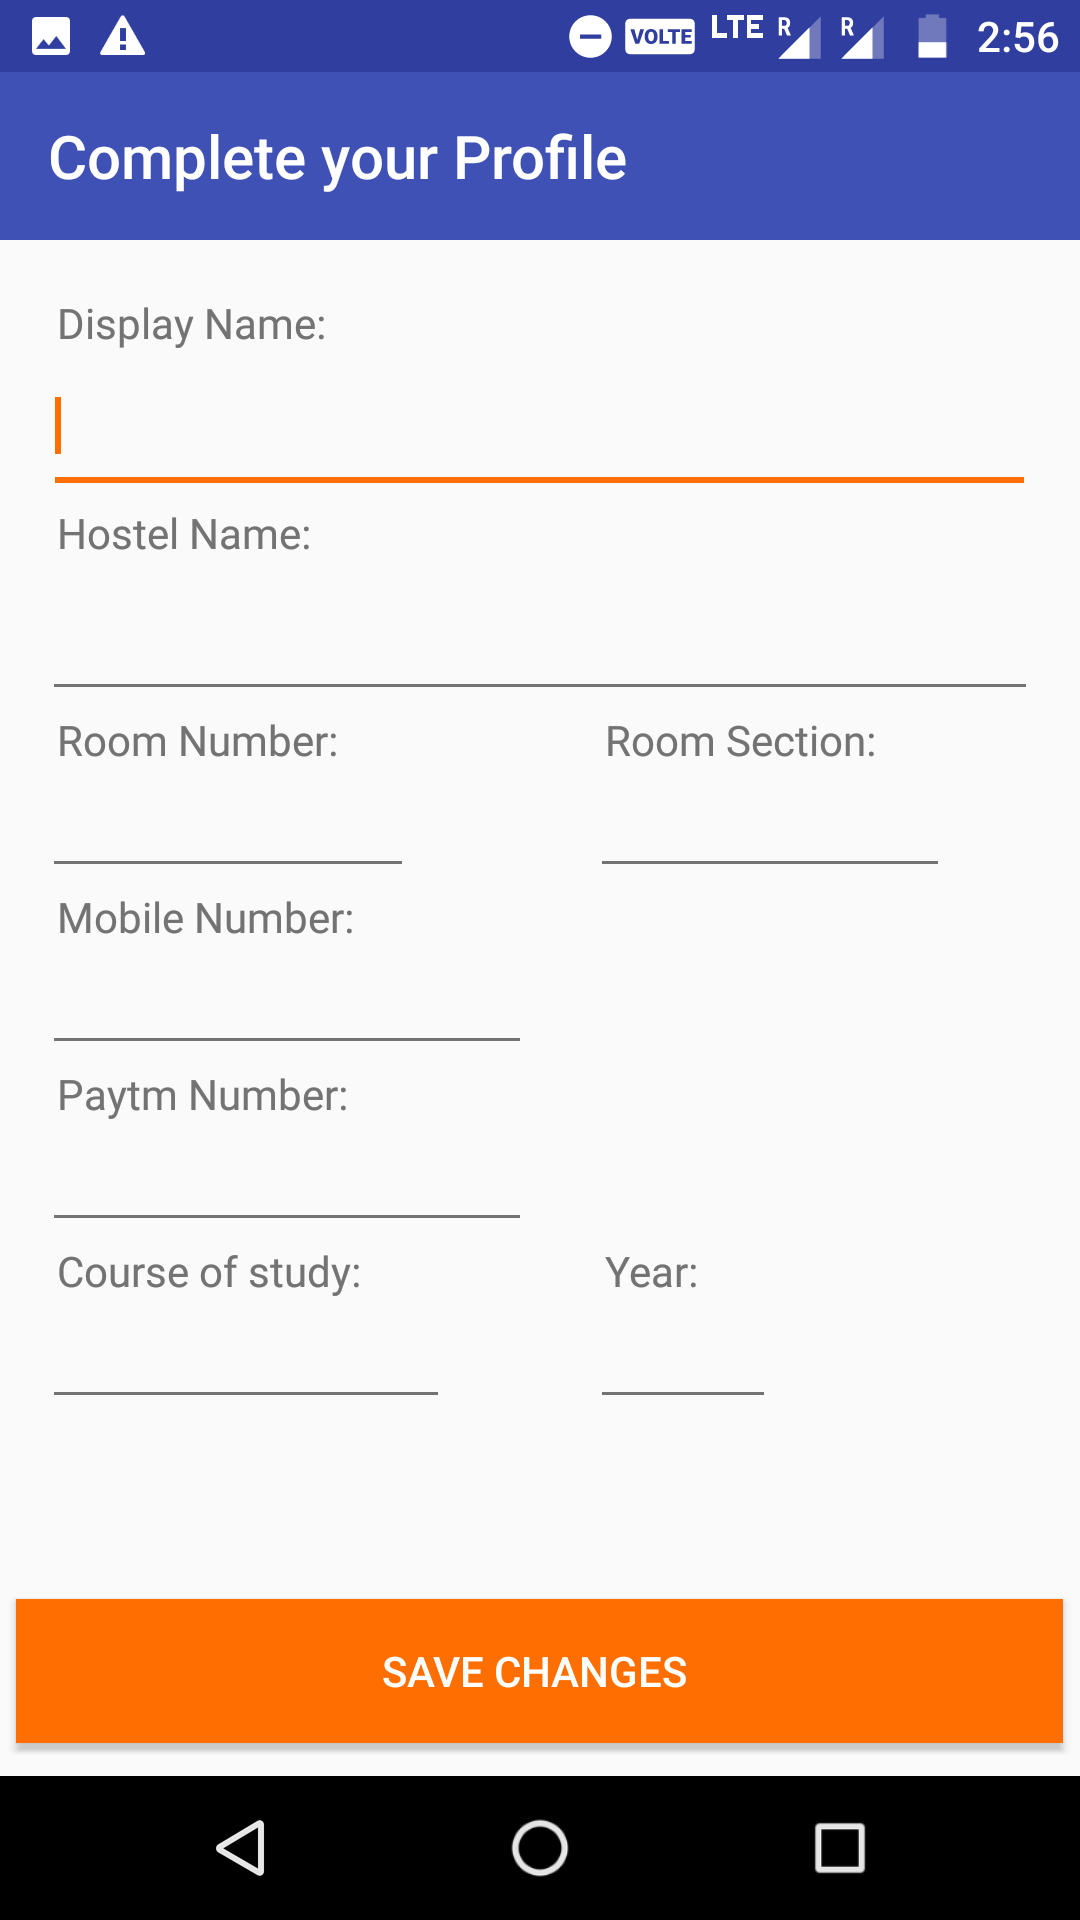 VOLTE LTE R R 2:56
Complete your Profile
Display Name:
Hostel Name:
Room Number: Room Section:
Mobile Number:
Paytm Number:
Course of study: Year:
SAVE CHANGES